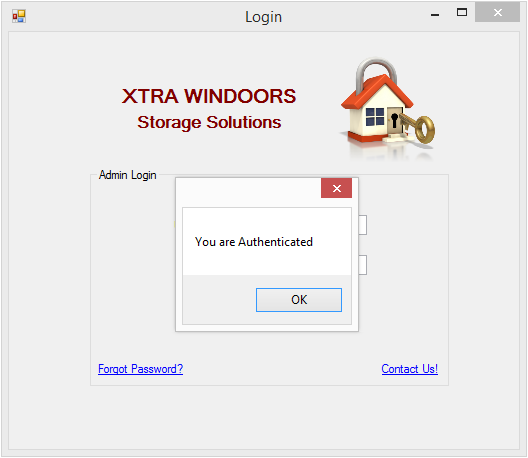 Login
XTRA WINDOORS
Storage Solutions
Admin Login
You are Authenticated
OK
Forgot Password?
Contact Us!